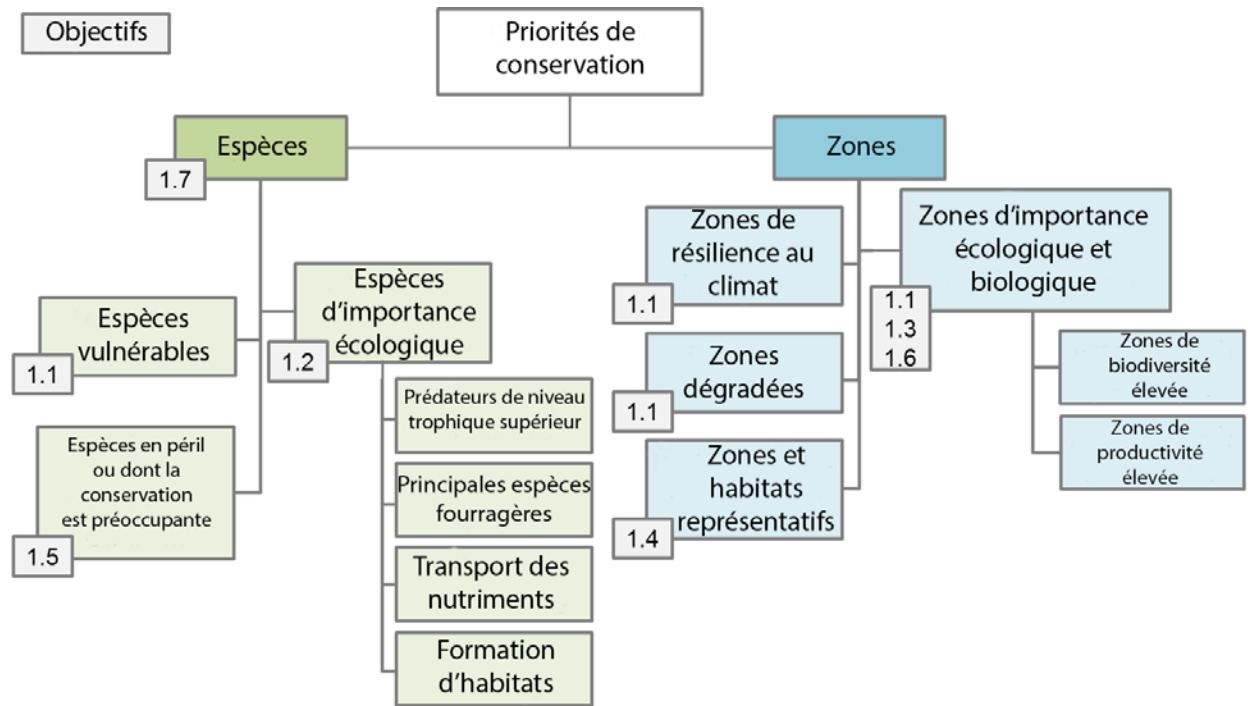 Objectifs
Priorités de
conservation
Espèces
1.7
Zones
Espèces
vulnérables
1.1
Espèces
d'importance
écologique
1.2
Espèces en péril
ou dont la
conservation
est préoccupante
1.5
Prédateurs de niveau
trophique supérieur
Principales espèces
fourragères
Transport des
nutriments
Formation
d'habitats
Zones de
résilience au
climat
1.1
Zones
dégradées
1.1
Zones et
habitats
représentatifs
1.4
Zones d'importance
écologique et
biologique
1.1
1.3
1.6
Zones de
biodiversité
élevée
Zones de
productivité
élevée